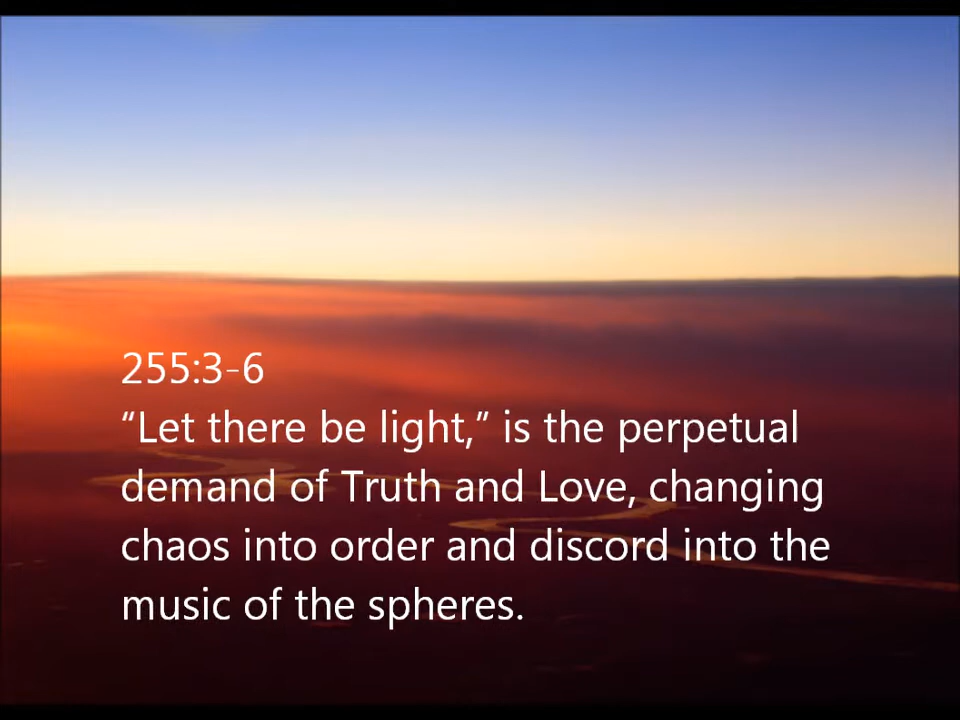 255:3-6
“Let there be light,” is the perpetual
demand of Truth and Love, changing
chaos into order and discord into the
music of the spheres.